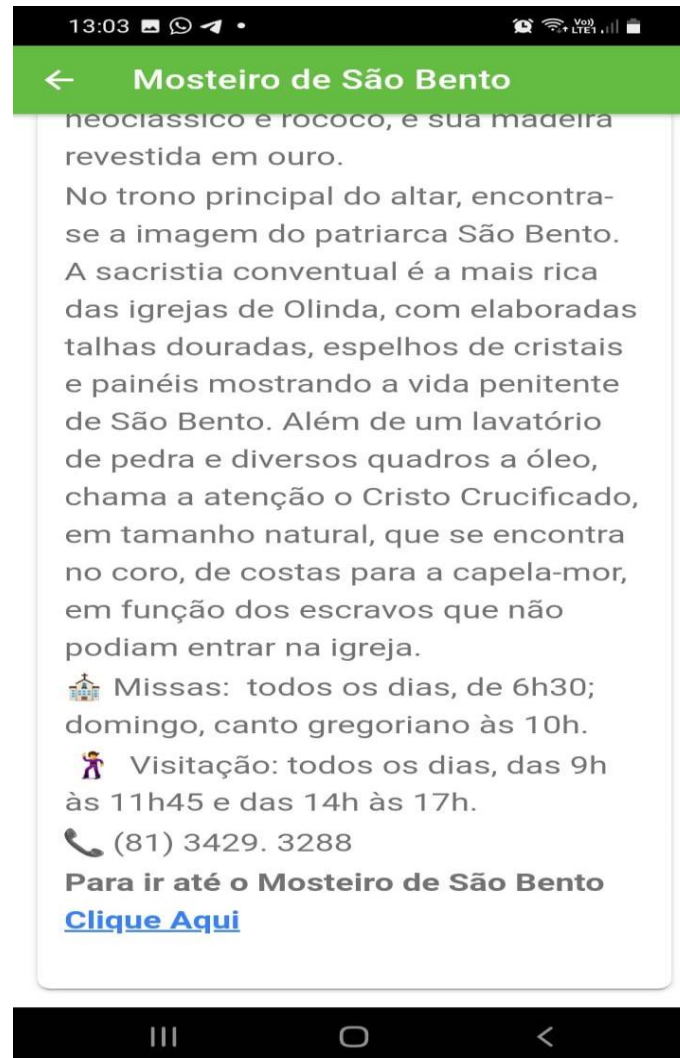 13:03
Vo))
LTE1
Mosteiro de São Bento
neoclássico e rococó, e sua madeira
revestida em ouro.
No trono principal do altar, encontra-
se a imagem do patriarca São Bento.
A sacristia conventual é a mais rica
das igrejas de Olinda, com elaboradas
talhas douradas, espelhos de cristais
e painéis mostrando a vida penitente
de São Bento. Além de um lavatório
de pedra e diversos quadros a óleo,
chama a atenção o Cristo Crucificado,
em tamanho natural, que se encontra
no coro, de costas para a capela-mor,
em função dos escravos que não
podiam entrar na igreja.
Missas: todos os dias, de 6h30;
domingo, canto gregoriano às 10h.
Visitação: todos os dias, das 9h
às 11h45 e das 14h às 17h.
(81) 3429. 3288
Para ir até o Mosteiro de São Bento
Clique Aqui